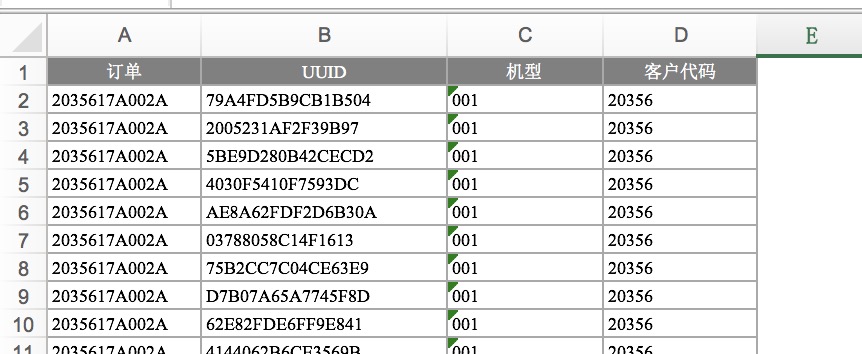 A B C D E
1 订单 UUID 机型 客户代码
2 2035617A002A 79A4FD5B9CB1B504 001 20356
3 2035617A002A 2005231AF2F39B97 001 20356
4 2035617A002A 5BE9D280B42CECD2 001 20356
5 2035617A002A 4030F5410F7593DC 001 20356
6 2035617A002A AE8A62FDF2D6B30A 001 20356
7 2035617A002A 03788058C14F1613 001 20356
8 2035617A002A 75B2CC7C04CE63E9 001 20356
9 2035617A002A D7B07A65A7745F8D 001 20356
10 2035617A002A 62E82FDE6FF9E841 001 20356
11 2035617A002A 4144062B6CF3569B 001 20356